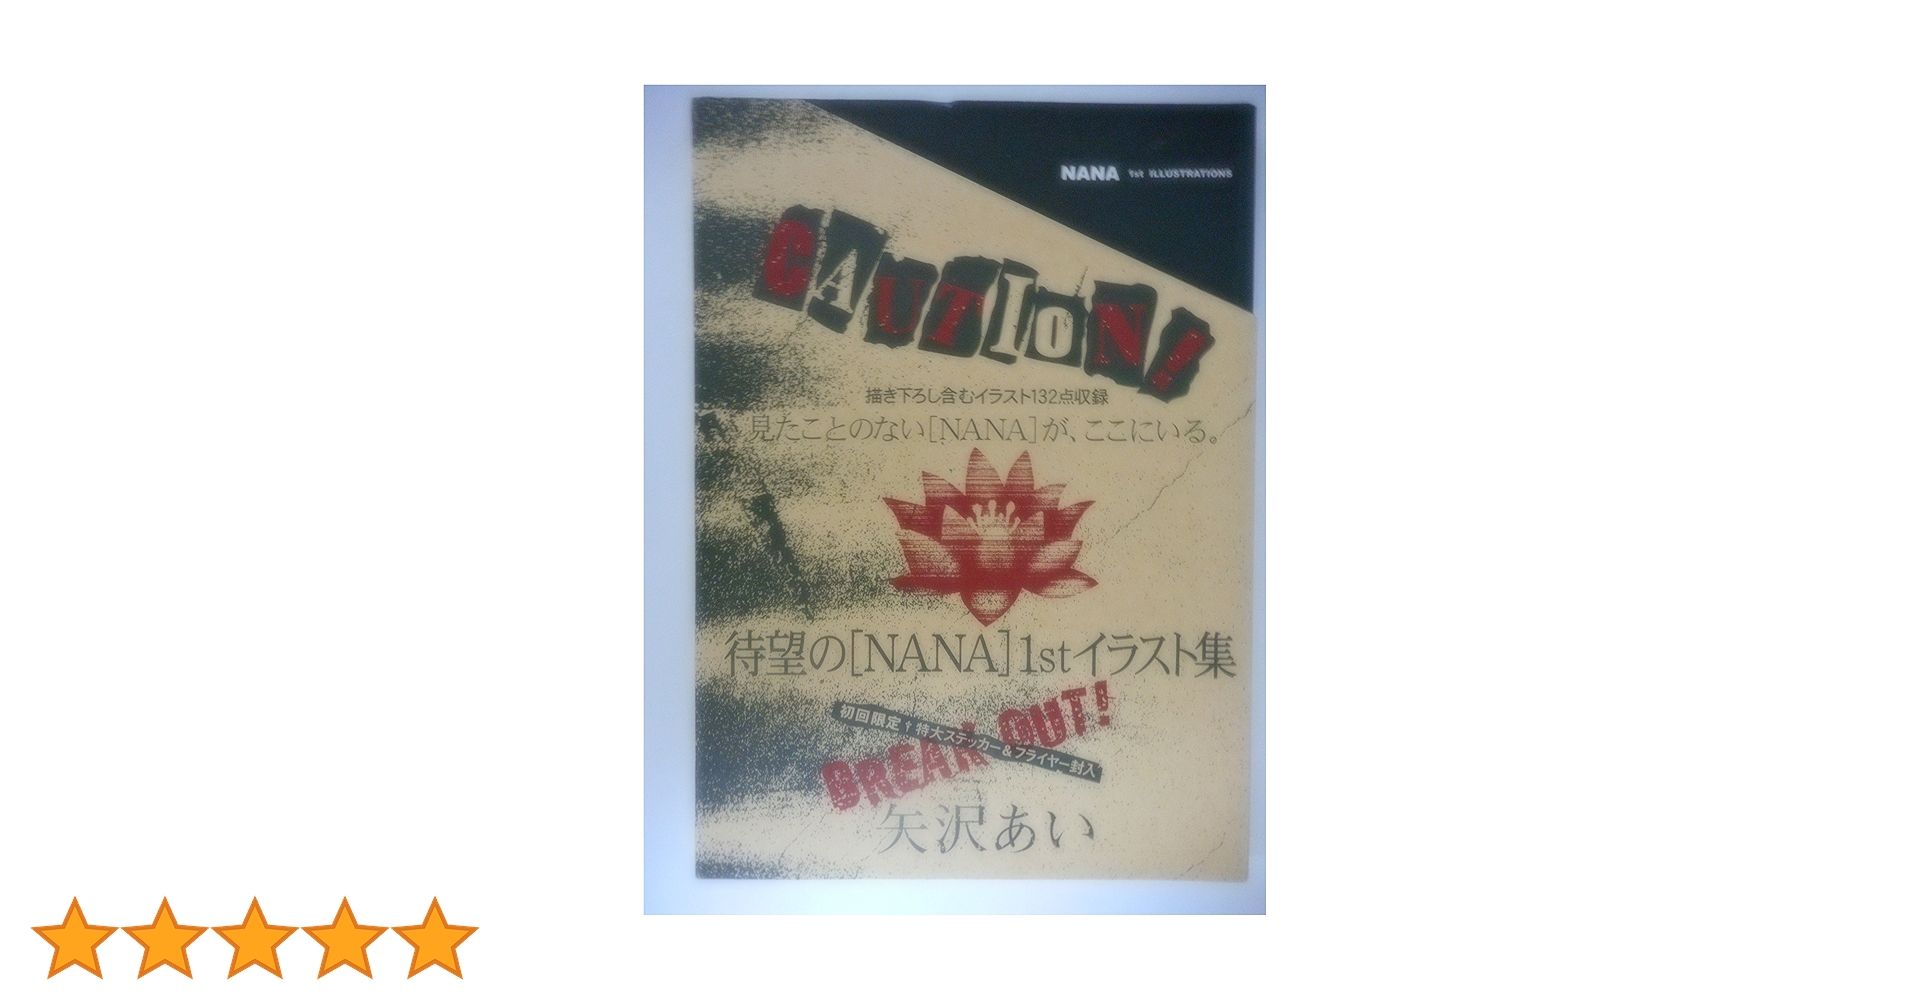 NANA 1st ILLUSTRATIONS
CAUTION!
描き下ろし含むイラスト132点収録
見たことのない[NANA]が、ここにいる。
待望の[NANA]1stイラスト集
BREAK OUT!
初回限定†特大ステッカー&フライヤー封入
矢沢あい